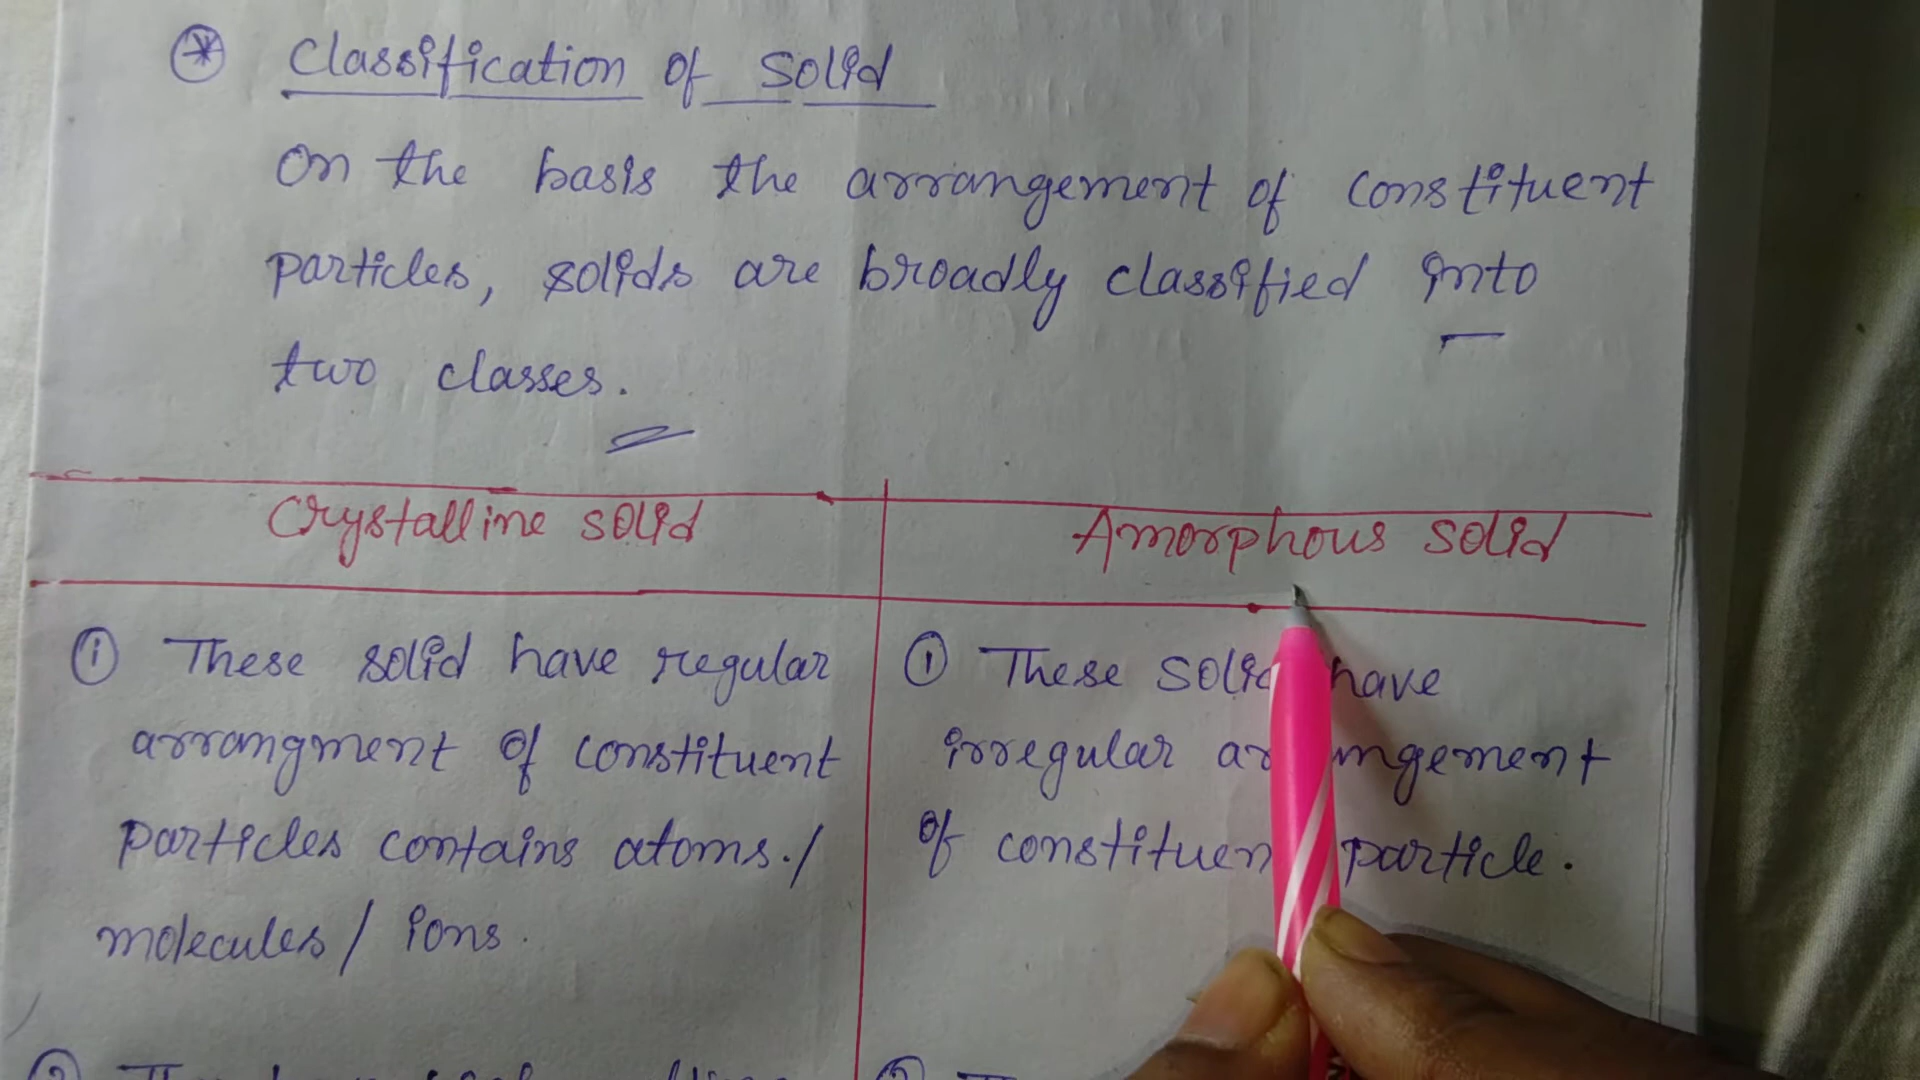 Classification of Solid
On the basis the arrangement of constituent
particles, solids are broadly classified into
two classes.
Crystalline solid
Amorphous solid
① These solid have regular
arrangment of constituent
particles contains atoms./
molecules/ ions.
① These solid have
irregular arrangement
of constituent particle.